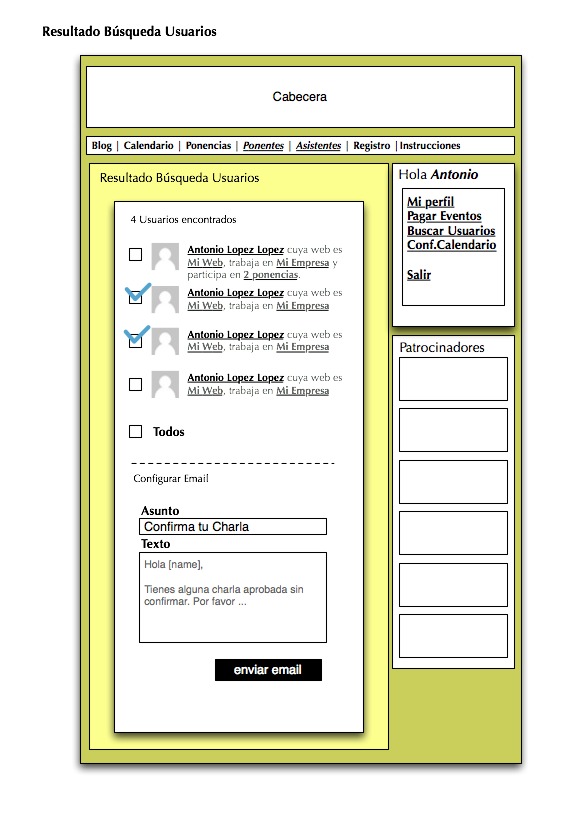 Resultado Búsqueda Usuarios
Cabecera
Blog | Calendario | Ponencias | Ponentes | Asistentes | Registro | Instrucciones
Resultado Búsqueda Usuarios
4 Usuarios encontrados
Antonio Lopez Lopez cuya web es
Mi Web, trabaja en Mi Empresa y
participa en 2 ponencias.
Antonio Lopez Lopez cuya web es
Mi Web, trabaja en Mi Empresa
Antonio Lopez Lopez cuya web es
Mi Web, trabaja en Mi Empresa
Antonio Lopez Lopez cuya web es
Mi Web, trabaja en Mi Empresa
Todos
Configurar Email
Asunto
Confirma tu Charla
Texto
Hola [name],
Tienes alguna charla aprobada sin
confirmar. Por favor ...
enviar email
Hola Antonio
Mi perfil
Pagar Eventos
Buscar Usuarios
Conf.Calendario
Salir
Patrocinadores